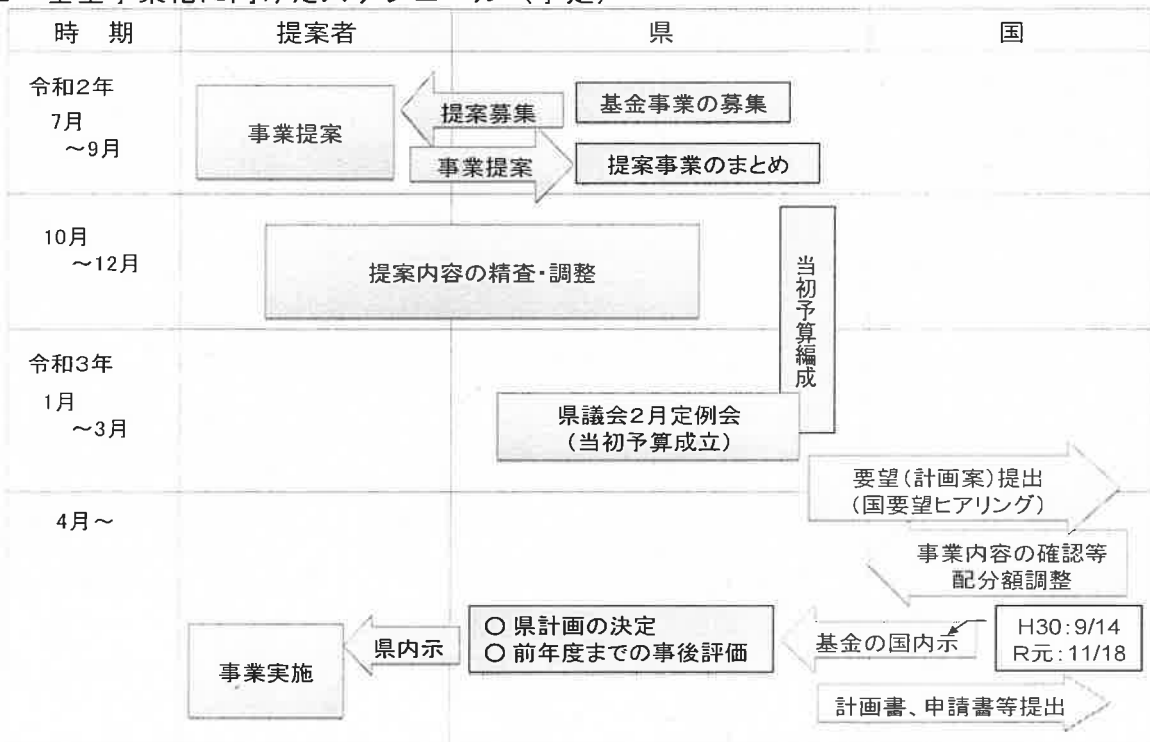 時 期
提案者
県
国
令和2年
7月
~9月
事業提案
提案募集
基金事業の募集
事業提案
提案事業のまとめ
10月
~12月
提案内容の精査・調整
当初予算編成
令和3年
1月
~3月
県議会2月定例会
(当初予算成立)
要望(計画案)提出
(国要望ヒアリング)
4月~
事業内容の確認等
配分額調整
事業実施
県内示
○ 県計画の決定
○ 前年度までの事後評価
基金の国内示
H30:9/14
R元:11/18
計画書、申請書等提出